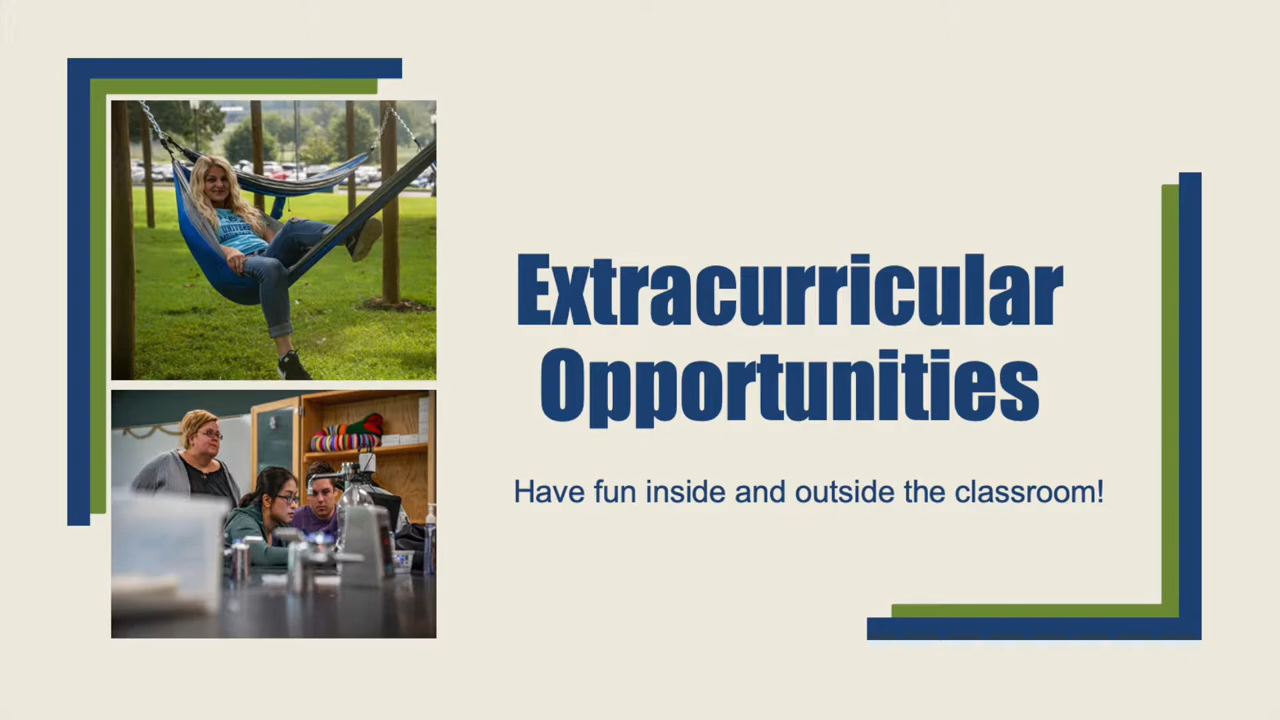 Extracurricular
Opportunities
Have fun inside and outside the classroom!